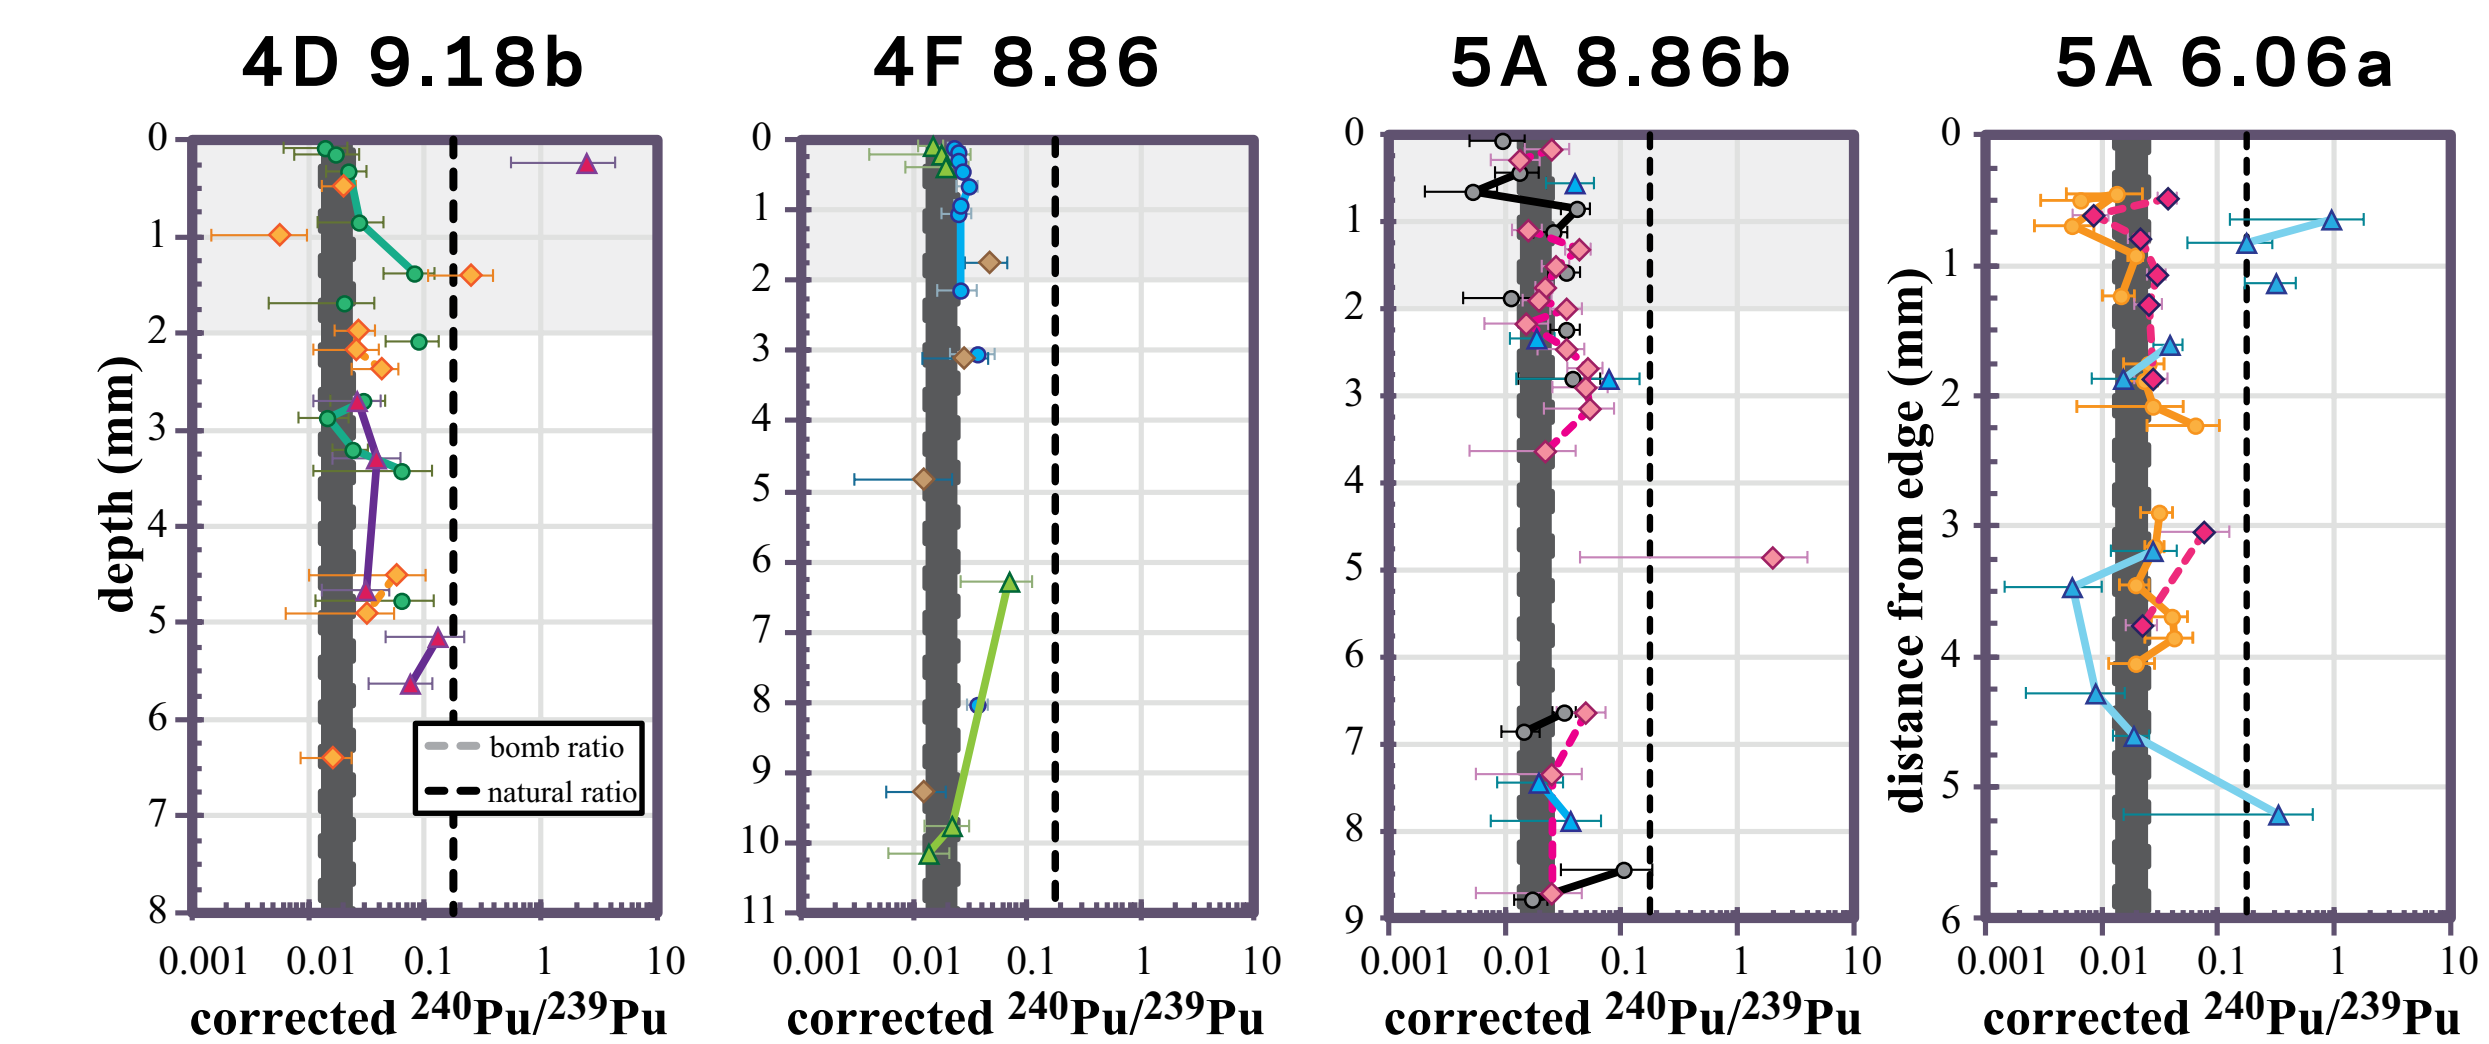 4D 9.18b
4F 8.86
5A 8.86b
5A 6.06a
depth (mm)
0
1
2
3
4
5
6
7
8
bomb ratio
natural ratio
0.001 0.01 0.1 1 10
corrected ²⁴⁰Pu/²³⁹Pu
0
1
2
3
4
5
6
7
8
9
10
11
0.001 0.01 0.1 1 10
corrected ²⁴⁰Pu/²³⁹Pu
0
1
2
3
4
5
6
7
8
9
0.001 0.01 0.1 1 10
corrected ²⁴⁰Pu/²³⁹Pu
distance from edge (mm)
0
1
2
3
4
5
6
0.001 0.01 0.1 1 10
corrected ²⁴⁰Pu/²³⁹Pu